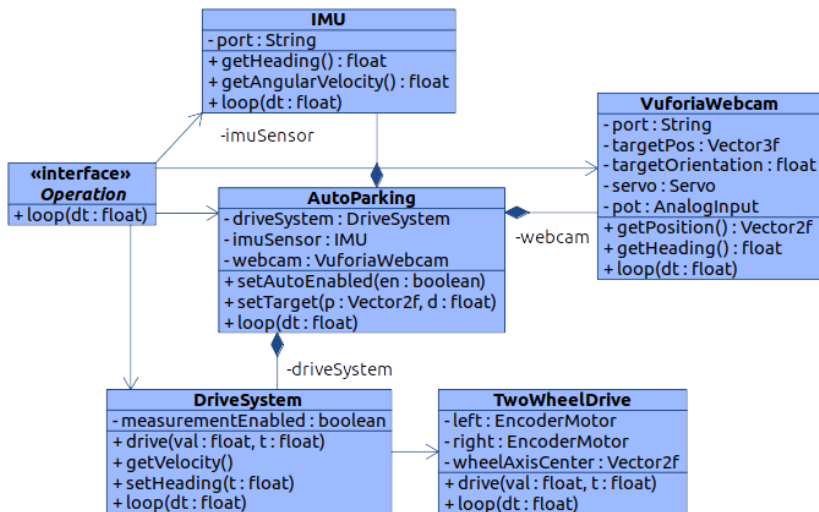 IMU
- port : String
+ getHeading() : float
+ getAngularVelocity() : float
+ loop(dt : float)
-imuSensor
VuforiaWebcam
- port : String
- targetPos : Vector3f
- targetOrientation : float
- servo : Servo
- pot : AnalogInput
+ getPosition() : Vector2f
+ getHeading() : float
+ loop(dt : float)
«interface»
Operation
+ loop(dt : float)
AutoParking
- driveSystem : DriveSystem
- imuSensor : IMU
- webcam : VuforiaWebcam
+ setAutoEnabled(en : boolean)
+ setTarget(p : Vector2f, d : float)
+ loop(dt : float)
-webcam
-driveSystem
DriveSystem
- measurementEnabled : boolean
+ drive(val : float, t : float)
+ getVelocity()
+ setHeading(t : float)
+ loop(dt : float)
TwoWheelDrive
- left : EncoderMotor
- right : EncoderMotor
- wheelAxisCenter : Vector2f
+ drive(val : float, t : float)
+ loop(dt : float)